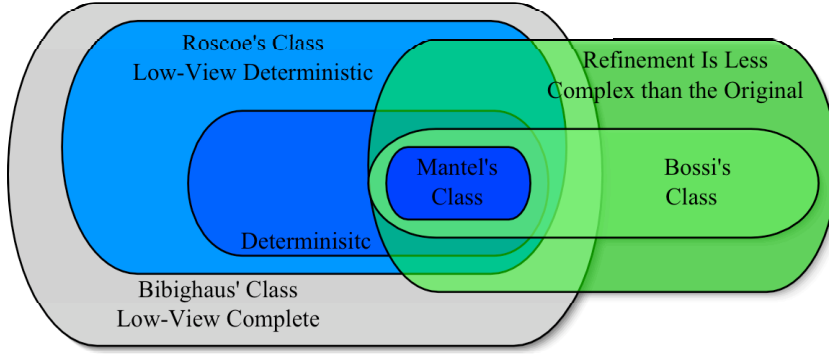 Roscoe's Class
Low-View Deterministic
Refinement Is Less
Complex than the Original
Mantel's
Class
Bossi's
Class
Determinisitc
Bibighaus' Class
Low-View Complete